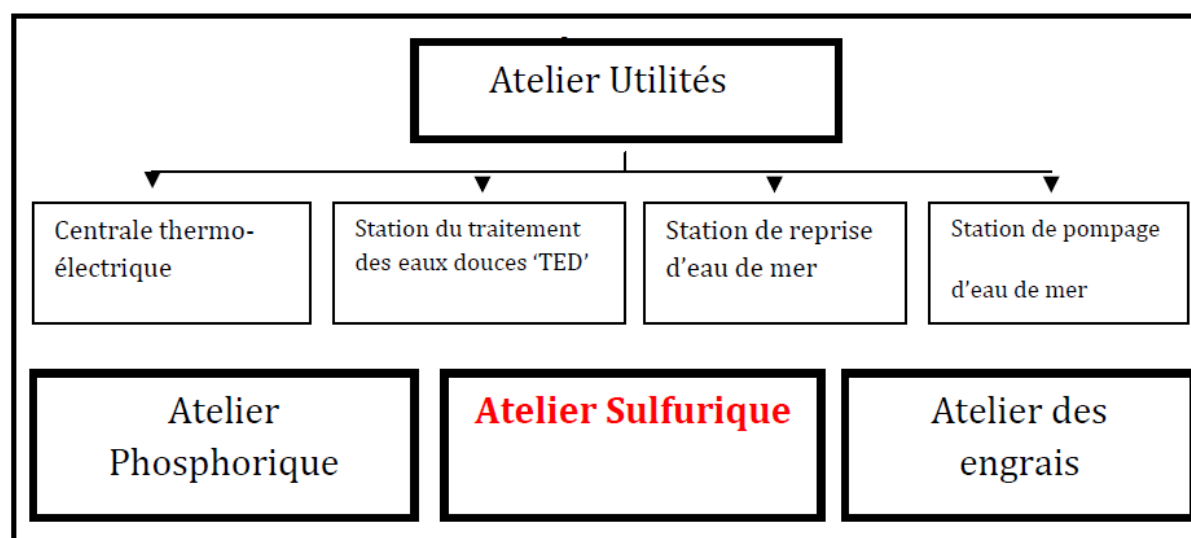 Atelier Utilités
Centrale thermo-
électrique
Station du traitement
des eaux douces ‘TED’
Station de reprise
d’eau de mer
Station de pompage
d’eau de mer
Atelier
Phosphorique
Atelier Sulfurique
Atelier des
engrais